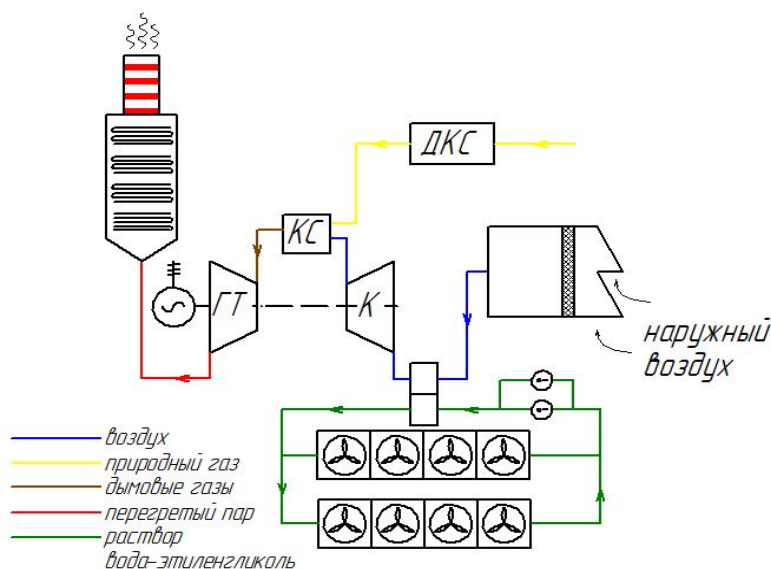 ДКС
КС
ГТ
К
наружный
воздух
воздух
природный газ
дымовые газы
перегретый пар
раствор
вода-этиленгликоль